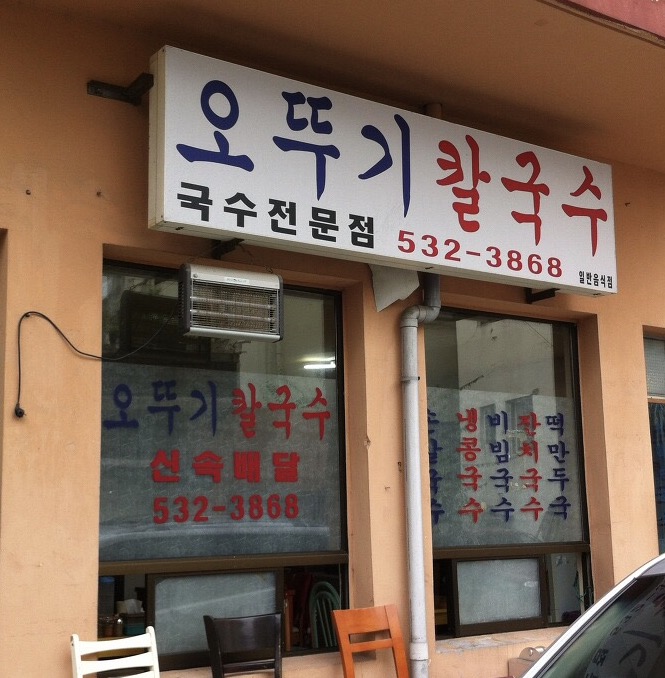 오뚜기 칼국수
국수전문점 532-3868 일반음식점
오뚜기 칼국수
신속배달
532-3868
냉콩국수
비빔국수
잔치국수
떡만두국